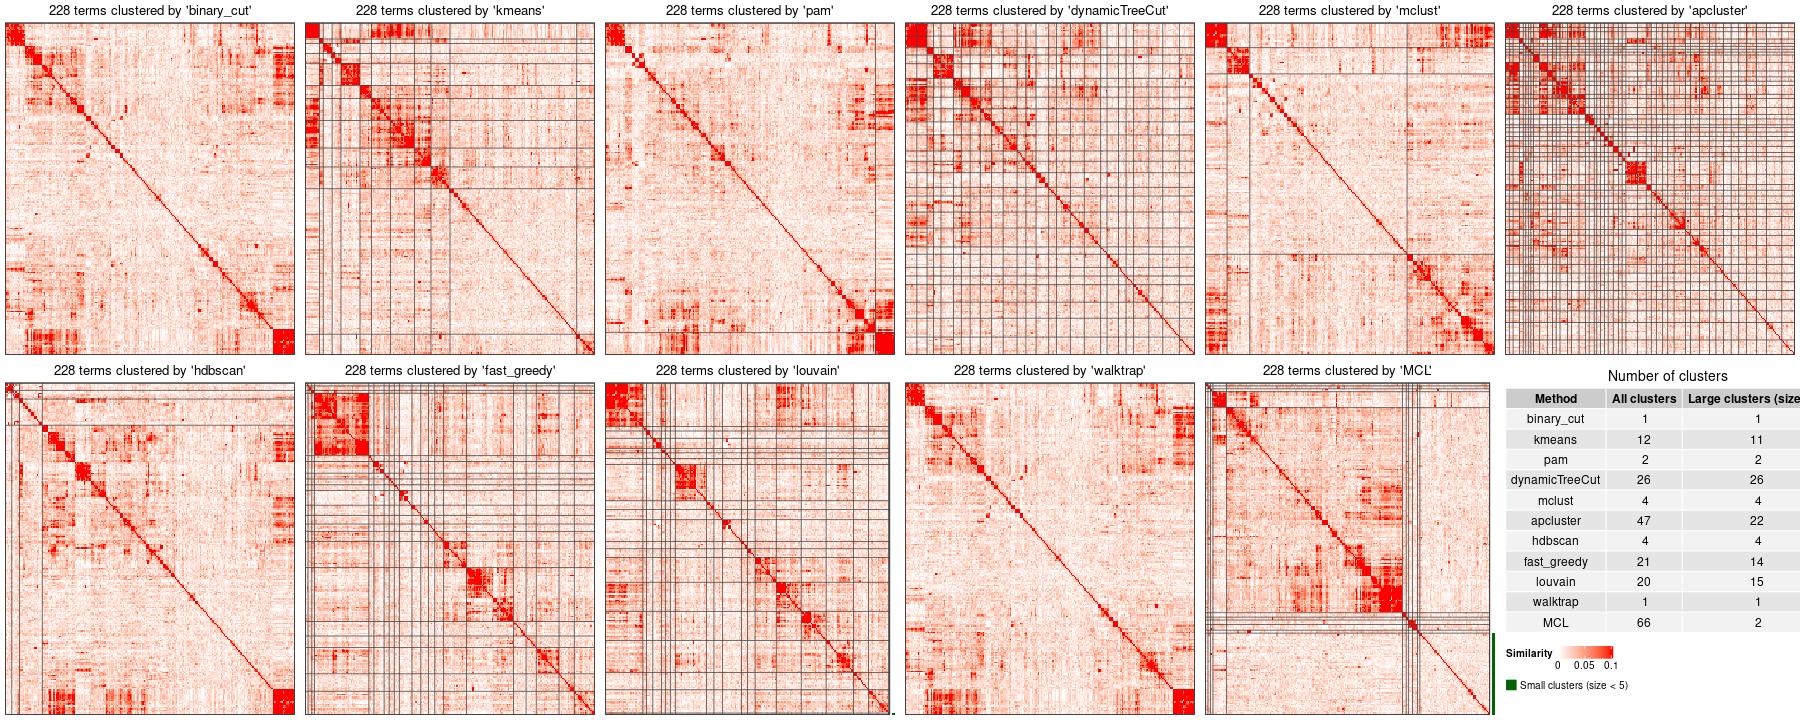 228 terms clustered by 'binary_cut'
228 terms clustered by 'kmeans'
228 terms clustered by 'pam'
228 terms clustered by 'dynamicTreeCut'
228 terms clustered by 'mclust'
228 terms clustered by 'apcluster'
228 terms clustered by 'hdbscan'
228 terms clustered by 'fast_greedy'
228 terms clustered by 'louvain'
228 terms clustered by 'walktrap'
228 terms clustered by 'MCL'
Number of clusters
Method All clusters Large clusters (size
binary_cut 1 1
kmeans 12 11
pam 2 2
dynamicTreeCut 26 26
mclust 4 4
apcluster 47 22
hdbscan 4 4
fast_greedy 21 14
louvain 20 15
walktrap 1 1
MCL 66 2
Similarity
0 0.05 0.1
Small clusters (size < 5)